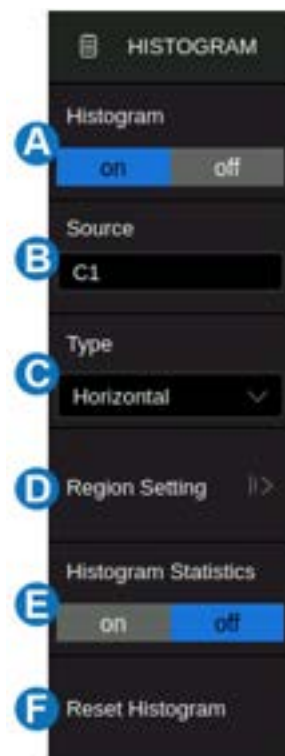 HISTOGRAM
Histogram
A
on off
Source
B
C1
Type
C
Horizontal
D Region Setting
Histogram Statistics
E
on off
F Reset Histogram